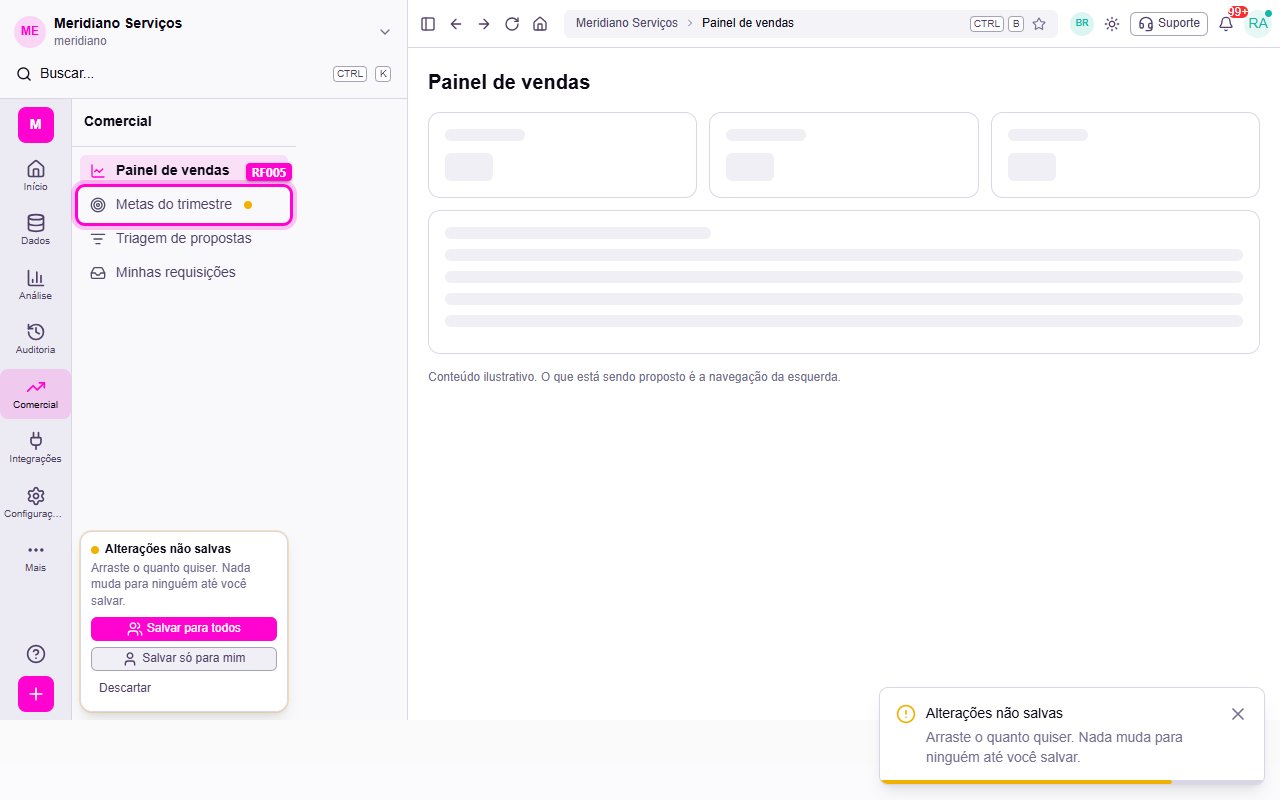 ME
Meridiano Serviços
meridiano
Buscar...
CTRL K
Meridiano Serviços > Painel de vendas
CTRL B
BR
Suporte
99+
RA
M
Início
Dados
Análise
Auditoria
Comercial
Integrações
Configuraç...
Mais
Comercial
Painel de vendas
RF005
Metas do trimestre
Triagem de propostas
Minhas requisições
Alterações não salvas
Arraste o quanto quiser. Nada
muda para ninguém até você
salvar.
Salvar para todos
Salvar só para mim
Descartar
Painel de vendas
Conteúdo ilustrativo. O que está sendo proposto é a navegação da esquerda.
Alterações não salvas
Arraste o quanto quiser. Nada muda para
ninguém até você salvar.